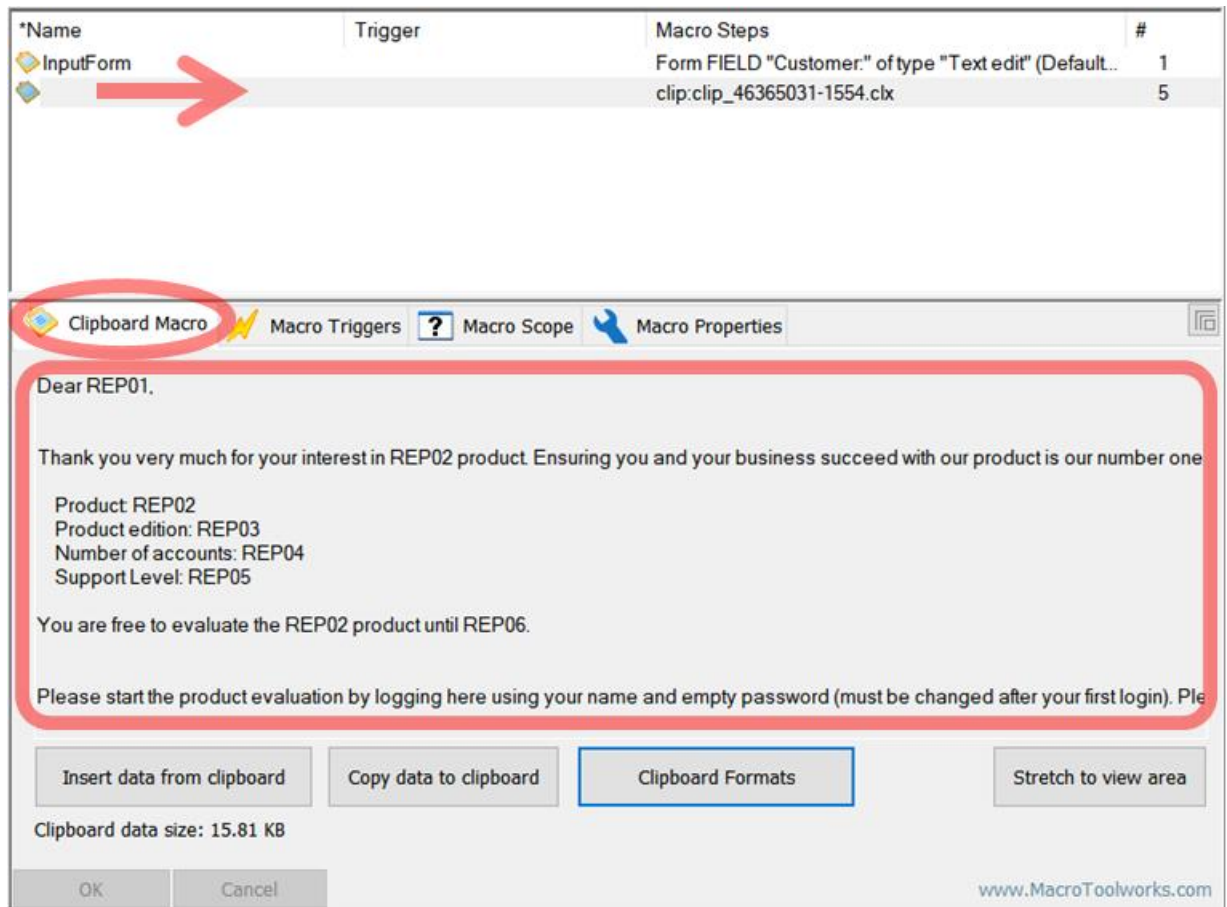 *Name Trigger Macro Steps #
InputForm Form FIELD "Customer:" of type "Text edit" (Default... 1
clip:clip_46365031-1554.clx 5
Clipboard Macro Macro Triggers ? Macro Scope Macro Properties
Dear REP01,
Thank you very much for your interest in REP02 product. Ensuring you and your business succeed with our product is our number one
Product: REP02
Product edition: REP03
Number of accounts: REP04
Support Level: REP05
You are free to evaluate the REP02 product until REP06.
Please start the product evaluation by logging here using your name and empty password (must be changed after your first login). Ple
Insert data from clipboard Copy data to clipboard Clipboard Formats Stretch to view area
Clipboard data size: 15.81 KB
OK Cancel www.MacroToolworks.com